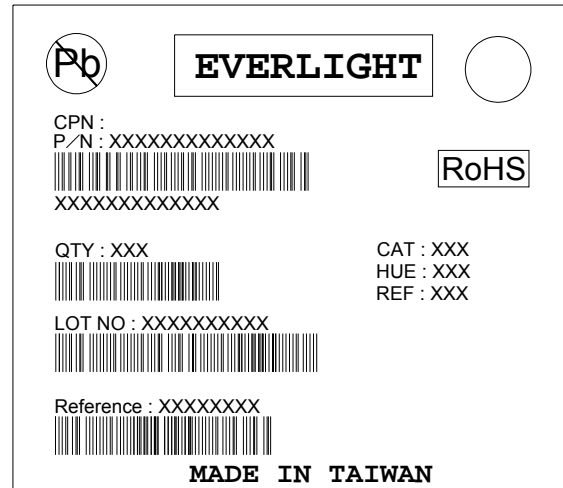 Pb
EVERLIGHT
CPN :
P/N : XXXXXXXXXXXXX
RoHS
XXXXXXXXXXXXX
QTY : XXX
CAT : XXX
HUE : XXX
REF : XXX
LOT NO : XXXXXXXXXX
Reference : XXXXXXXX
MADE IN TAIWAN